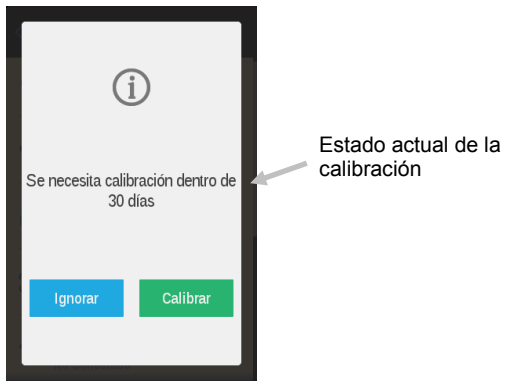 Se necesita calibración dentro de
30 días
Ignorar
Calibrar
Estado actual de la
calibración